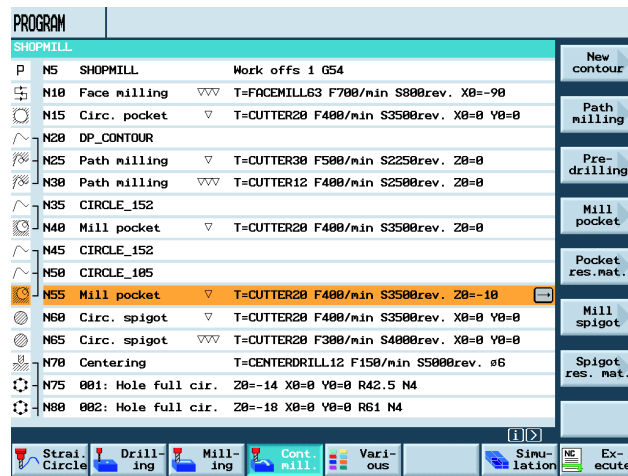 PROGRAM
SHOPMILL
P N5 SHOPMILL Work offs 1 G54
N10 Face milling ▽▽▽ T=FACEMILL63 F700/min S800rev. X0=-90
N15 Circ. pocket ▽ T=CUTTER20 F400/min S3500rev. X0=0 Y0=0
N20 DP_CONTOUR
N25 Path milling ▽ T=CUTTER30 F500/min S2250rev. Z0=0
N30 Path milling ▽▽▽ T=CUTTER12 F400/min S2500rev. Z0=0
N35 CIRCLE_152
N40 Mill pocket ▽ T=CUTTER20 F400/min S3500rev. Z0=0
N45 CIRCLE_152
N50 CIRCLE_105
N55 Mill pocket ▽ T=CUTTER20 F400/min S3500rev. Z0=-10 →
N60 Circ. spigot ▽ T=CUTTER20 F400/min S3500rev. X0=0 Y0=0
N65 Circ. spigot ▽▽▽ T=CUTTER20 F300/min S4000rev. X0=0 Y0=0
N70 Centering T=CENTERDRILL12 F150/min S5000rev. ø6
N75 001: Hole full cir. Z0=-14 X0=0 Y0=0 R42.5 N4
N80 002: Hole full cir. Z0=-18 X0=0 Y0=0 R61 N4
New
contour
Path
milling
Pre-
drilling
Mill
pocket
Pocket
res.mat.
Mill
spigot
Spigot
res. mat.
i >
Strai.
Circle
Drill-
ing
Mill-
ing
Cont.
mill.
Vari-
ous
Simu-
lation
NC Ex-
ecute